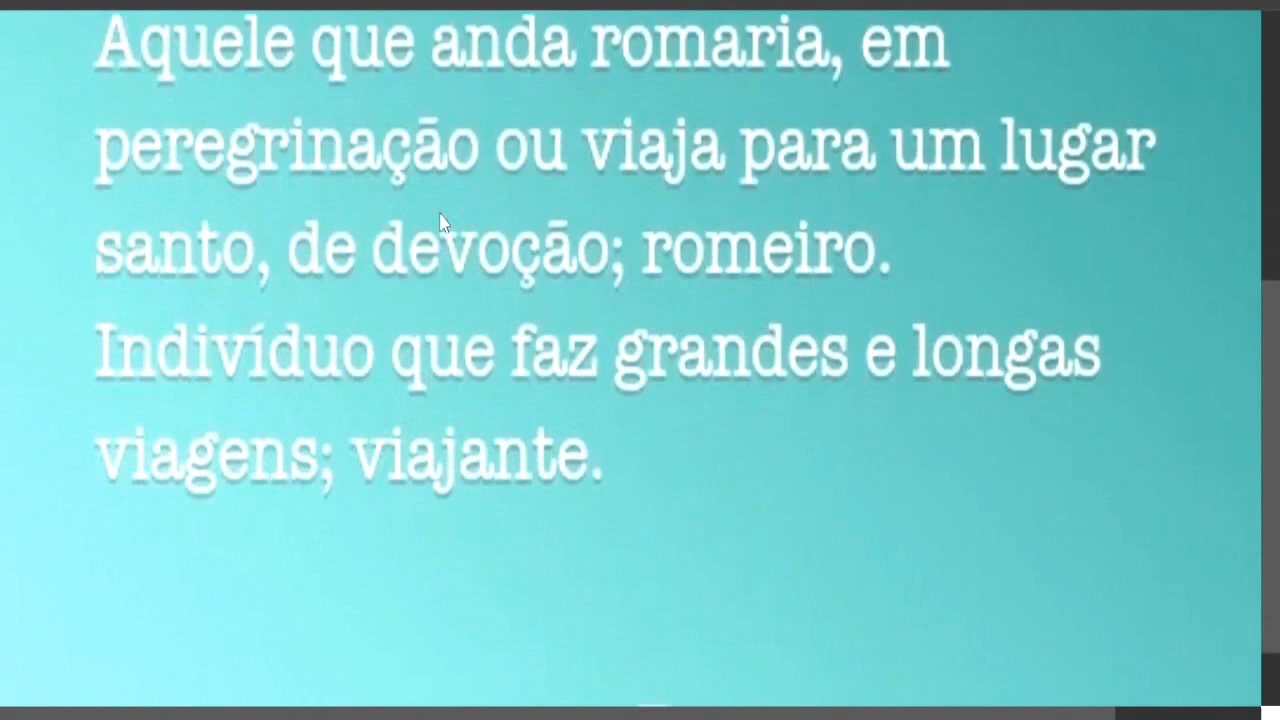 Aquele que anda romaria, em
peregrinação ou viaja para um lugar
santo, de devoção; romeiro.
Indivíduo que faz grandes e longas
viagens; viajante.